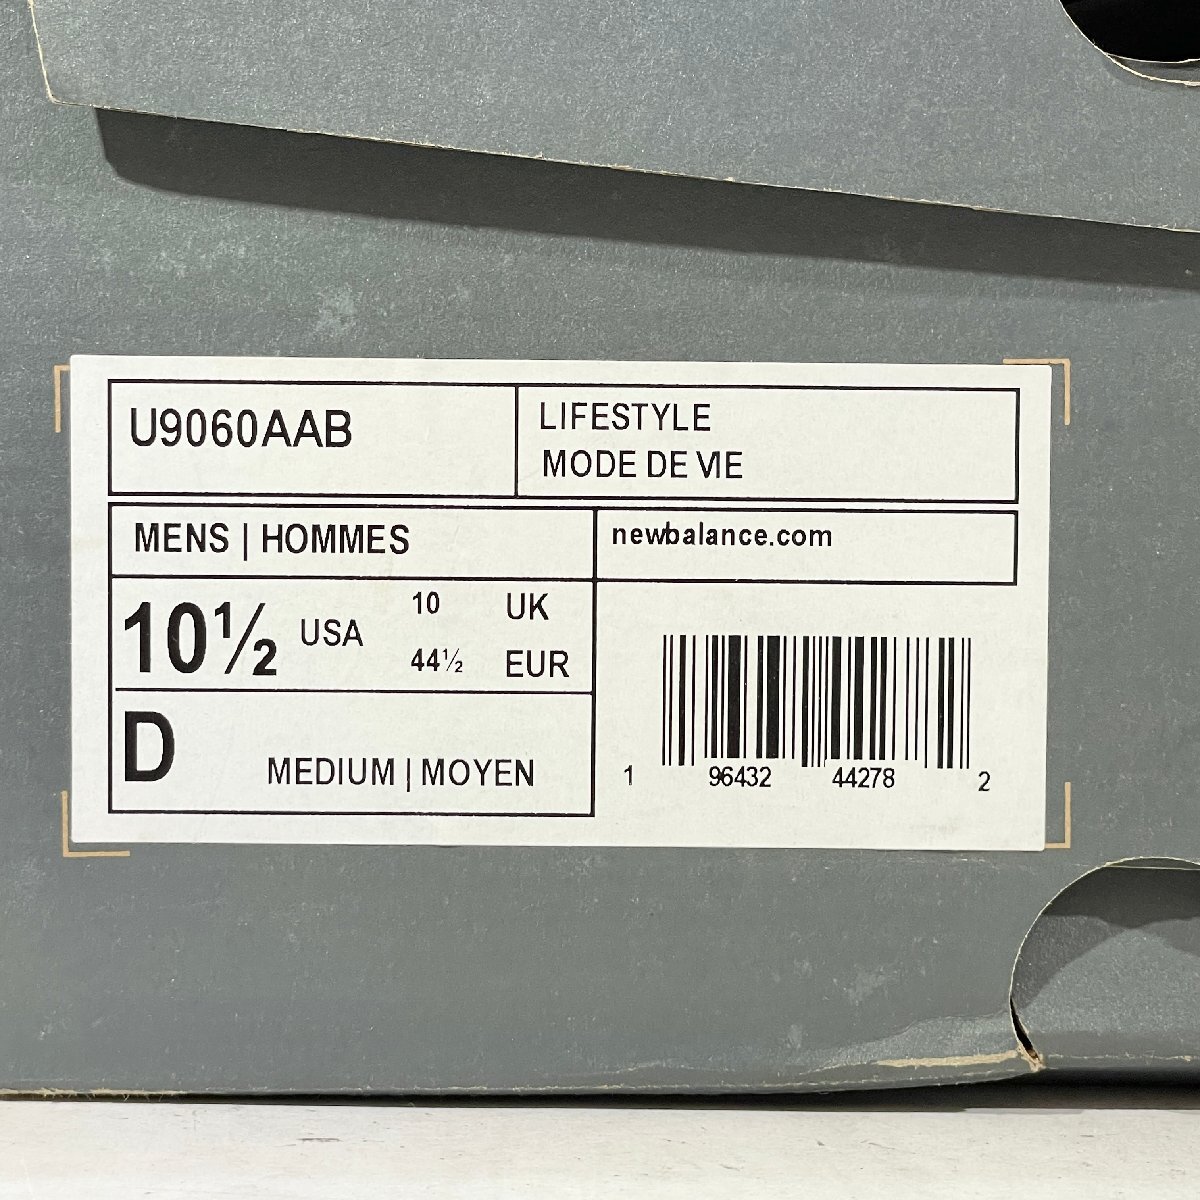 U9060AAB
LIFESTYLE
MODE DE VIE
MENS | HOMMES
newbalance.com
10½ USA
10 UK
44½ EUR
D
MEDIUM | MOYEN
1 96432 44278 2